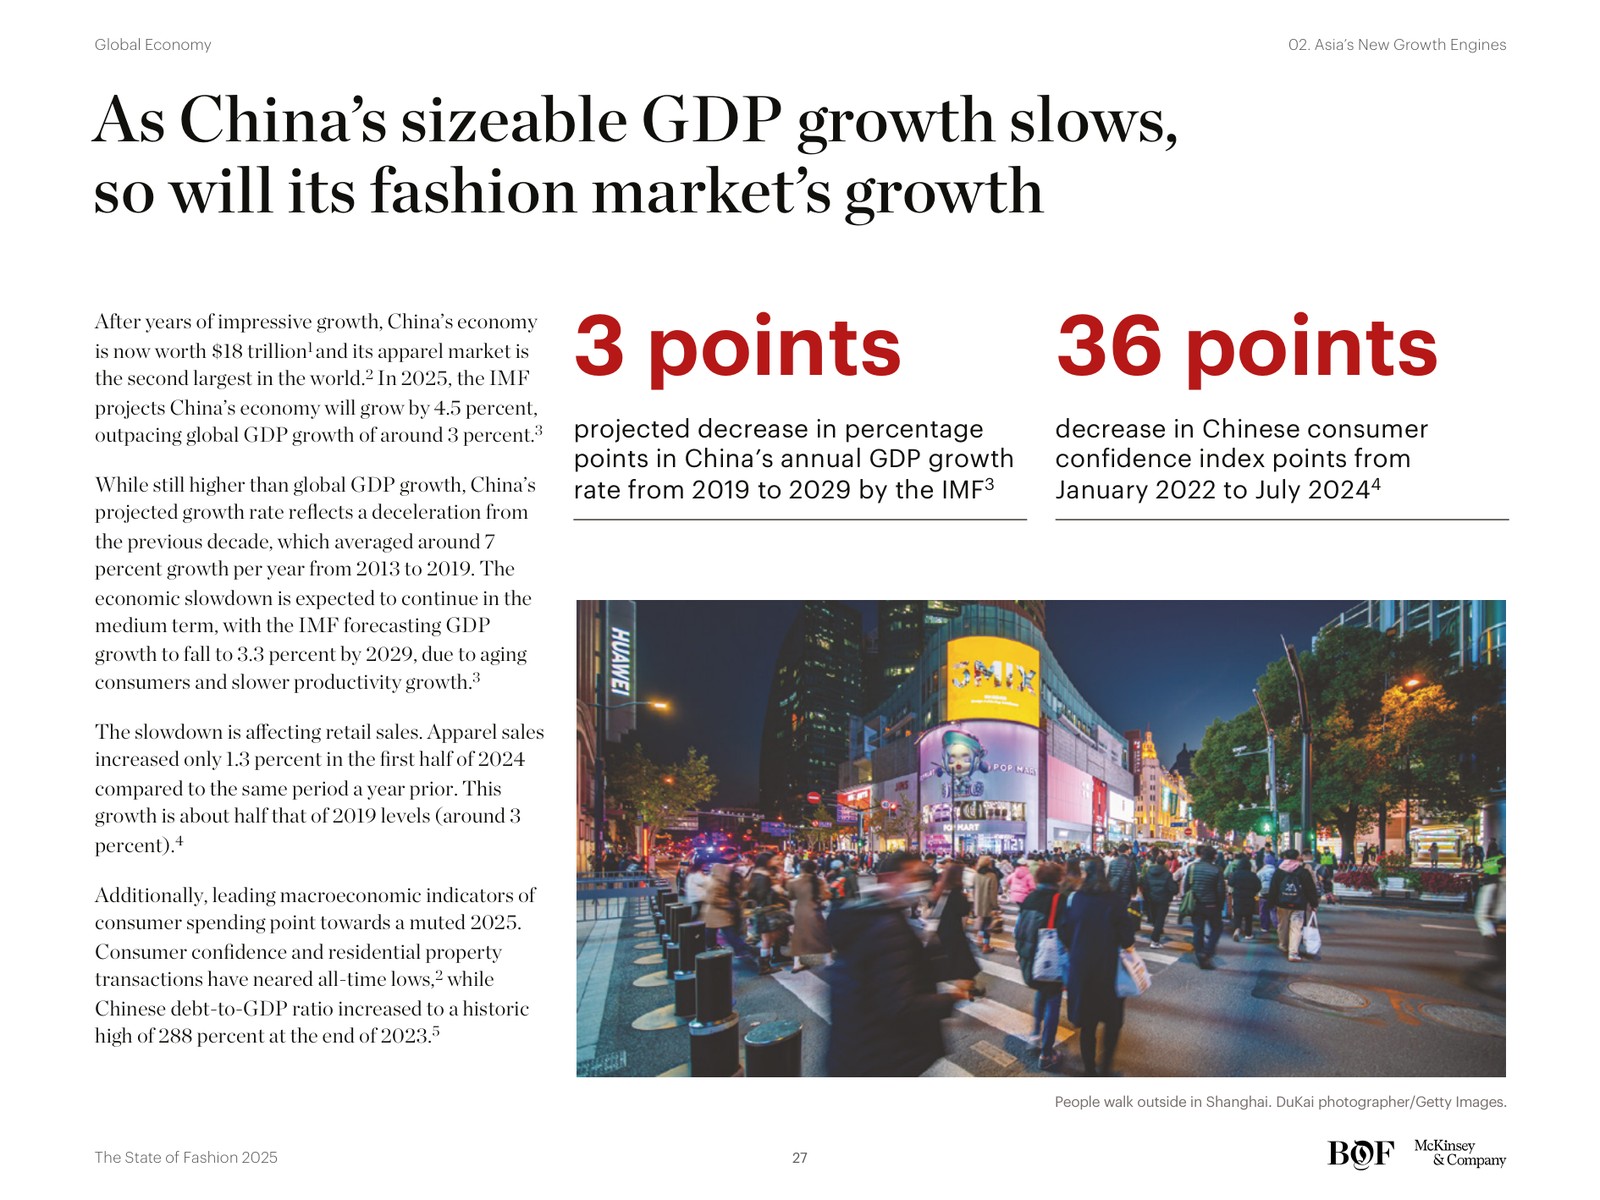 Global Economy
02. Asia’s New Growth Engines
As China’s sizeable GDP growth slows,
so will its fashion market’s growth
After years of impressive growth, China’s economy
is now worth $18 trillion¹ and its apparel market is
the second largest in the world.² In 2025, the IMF
projects China’s economy will grow by 4.5 percent,
outpacing global GDP growth of around 3 percent.³
While still higher than global GDP growth, China’s
projected growth rate reflects a deceleration from
the previous decade, which averaged around 7
percent growth per year from 2013 to 2019. The
economic slowdown is expected to continue in the
medium term, with the IMF forecasting GDP
growth to fall to 3.3 percent by 2029, due to aging
consumers and slower productivity growth.³
The slowdown is affecting retail sales. Apparel sales
increased only 1.3 percent in the first half of 2024
compared to the same period a year prior. This
growth is about half that of 2019 levels (around 3
percent).⁴
Additionally, leading macroeconomic indicators of
consumer spending point towards a muted 2025.
Consumer confidence and residential property
transactions have neared all-time lows,² while
Chinese debt-to-GDP ratio increased to a historic
high of 288 percent at the end of 2023.⁵
3 points
projected decrease in percentage
points in China’s annual GDP growth
rate from 2019 to 2029 by the IMF³
36 points
decrease in Chinese consumer
confidence index points from
January 2022 to July 2024⁴
HUAWEI
POP MART
JINS
POP MART
People walk outside in Shanghai. DuKai photographer/Getty Images.
The State of Fashion 2025
27
BOF
McKinsey
& Company